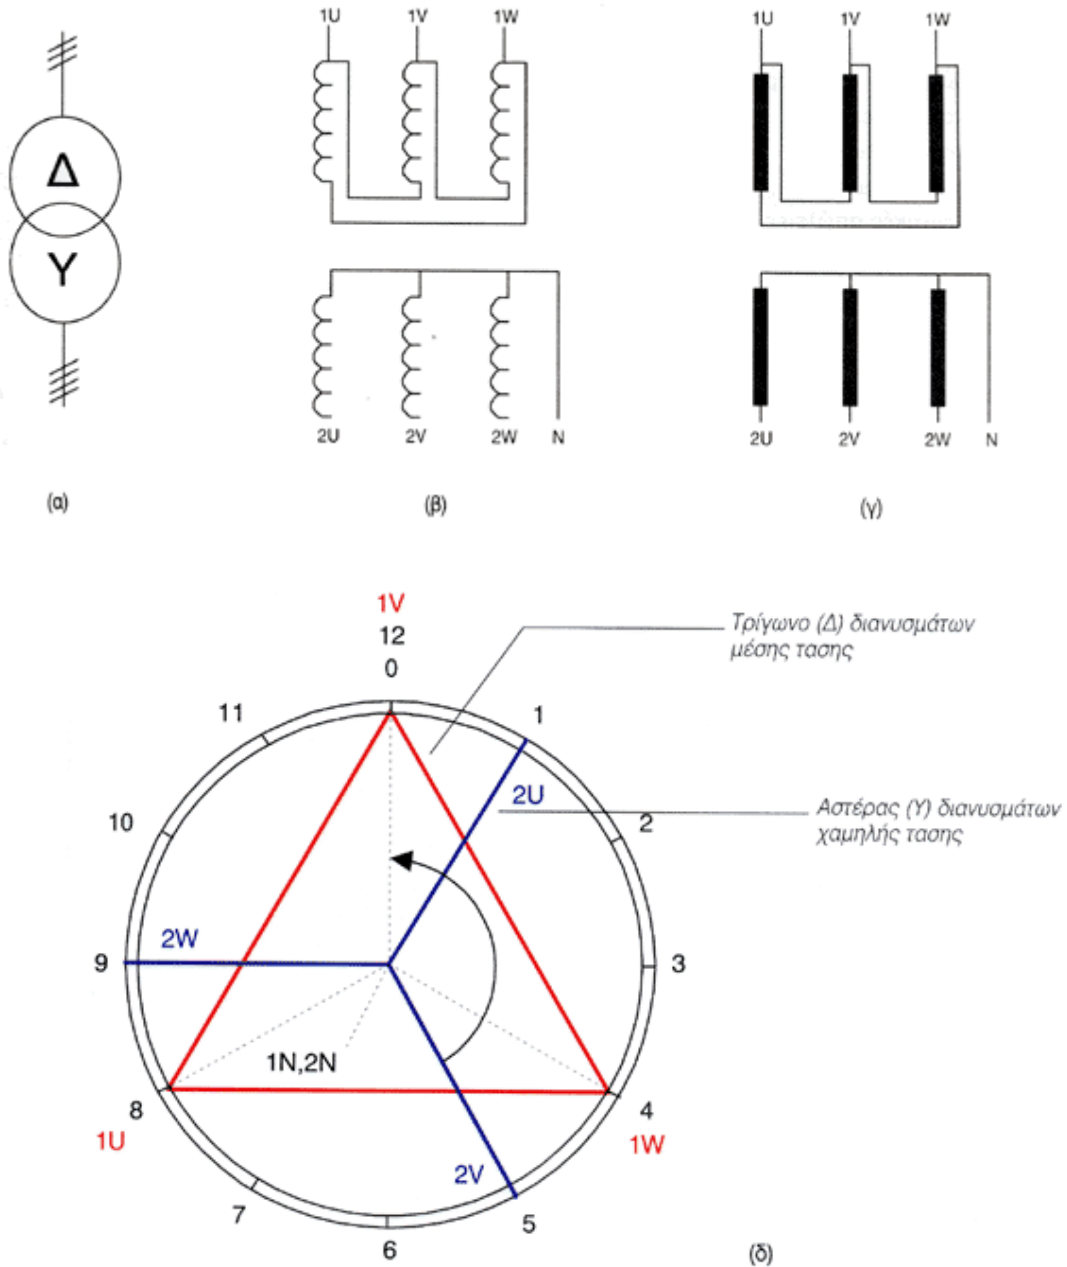 1U 1V 1W
1U 1V 1W
Δ
Y
2U 2V 2W N
2U 2V 2W N
(α)
(β)
(γ)
1V
12
0
Τρίγωνο (Δ) διανυσμάτων
μέσης τασης
11
1
2U
Αστέρας (Υ) διανυσμάτων
χαμηλής τασης
10
2
2W
9
3
1N,2N
8
4
1U
1W
2V
7
5
6
(δ)